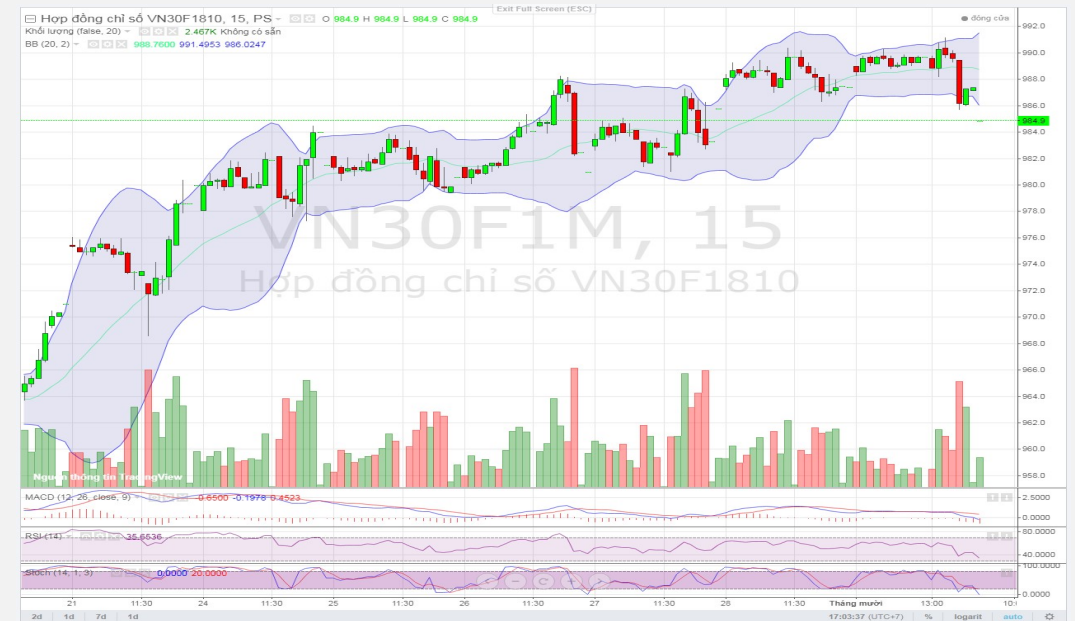 Exit Full Screen (ESC)
Hợp đồng chỉ số VN30F1810, 15, PS O 984.9 H 984.9 L 984.9 C 984.9
đóng cửa
Khối lượng (false, 20) 2.467K Không có sẵn
BB (20, 2) 988.7600 991.4953 986.0247
992.0
990.0
988.0
986.0
984.9
984.0
982.0
980.0
978.0
976.0
974.0
972.0
970.0
968.0
966.0
964.0
962.0
960.0
958.0
VN30F1M, 15
Hợp đồng chỉ số VN30F1810
Nguồn thông tin TradingView
MACD (12, 26, close, 9) -0.6500 -0.1978 0.4523
2.5000
0.0000
RSI (14) 35.6536
80.0000
40.0000
Stoch (14, 1, 3) 0.0000 20.0000
100.0000
0.0000
21 11:30 24 11:30 25 11:30 26 11:30 27 11:30 28 11:30 Tháng mười 13:00
2d 1d 7d 1d 17:03:37 (UTC+7) % logarit auto